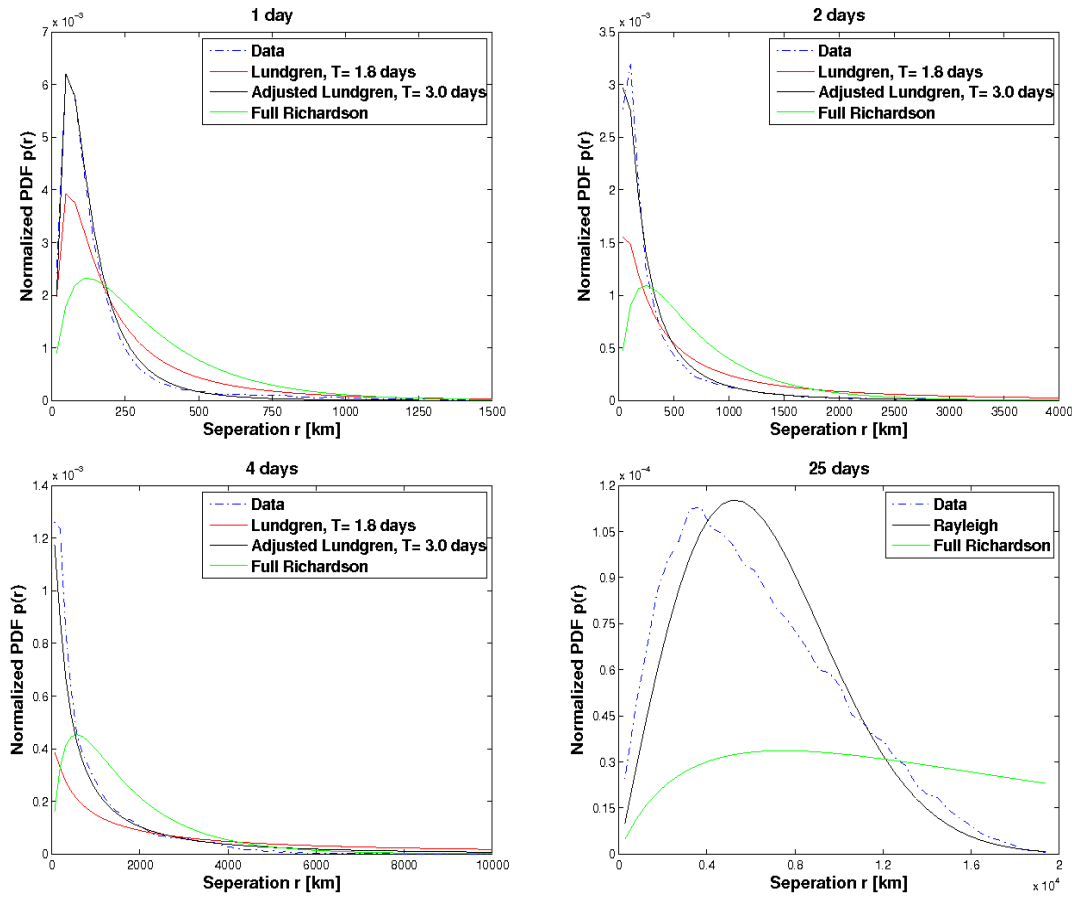 1 day
× 10⁻³
Normalized PDF p(r)
7
6
5
4
3
2
1
0
0 250 500 750 1000 1250 1500
Seperation r [km]
Data
Lundgren, T= 1.8 days
Adjusted Lundgren, T= 3.0 days
Full Richardson
2 days
× 10⁻³
Normalized PDF p(r)
3.5
3
2.5
2
1.5
1
0.5
0
0 500 1000 1500 2000 2500 3000 3500 4000
Seperation r [km]
Data
Lundgren, T= 1.8 days
Adjusted Lundgren, T= 3.0 days
Full Richardson
4 days
× 10⁻³
Normalized PDF p(r)
1.4
1.2
1
0.8
0.6
0.4
0.2
0
0 2000 4000 6000 8000 10000
Seperation r [km]
Data
Lundgren, T= 1.8 days
Adjusted Lundgren, T= 3.0 days
Full Richardson
25 days
× 10⁻⁴
Normalized PDF p(r)
1.2
1.05
0.9
0.75
0.6
0.45
0.3
0.15
0
0 0.4 0.8 1.2 1.6 2
× 10⁴
Seperation r [km]
Data
Rayleigh
Full Richardson